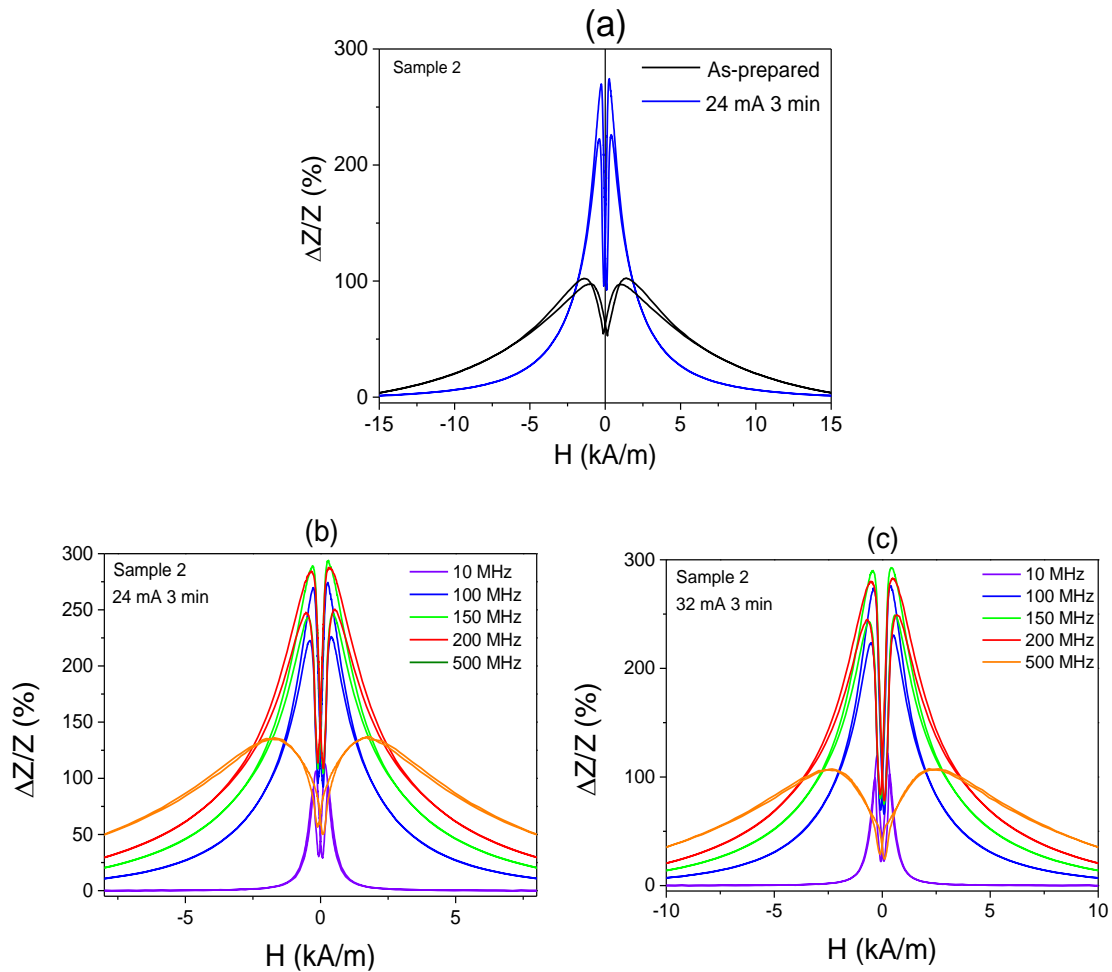 (a)
Sample 2
As-prepared
24 mA 3 min
300
200
100
0
ΔZ/Z (%)
-15 -10 -5 0 5 10 15
H (kA/m)
(b)
Sample 2
24 mA 3 min
10 MHz
100 MHz
150 MHz
200 MHz
500 MHz
300
250
200
150
100
50
0
ΔZ/Z (%)
-5 0 5
H (kA/m)
(c)
Sample 2
32 mA 3 min
10 MHz
100 MHz
150 MHz
200 MHz
500 MHz
300
200
100
0
ΔZ/Z (%)
-10 -5 0 5 10
H (kA/m)